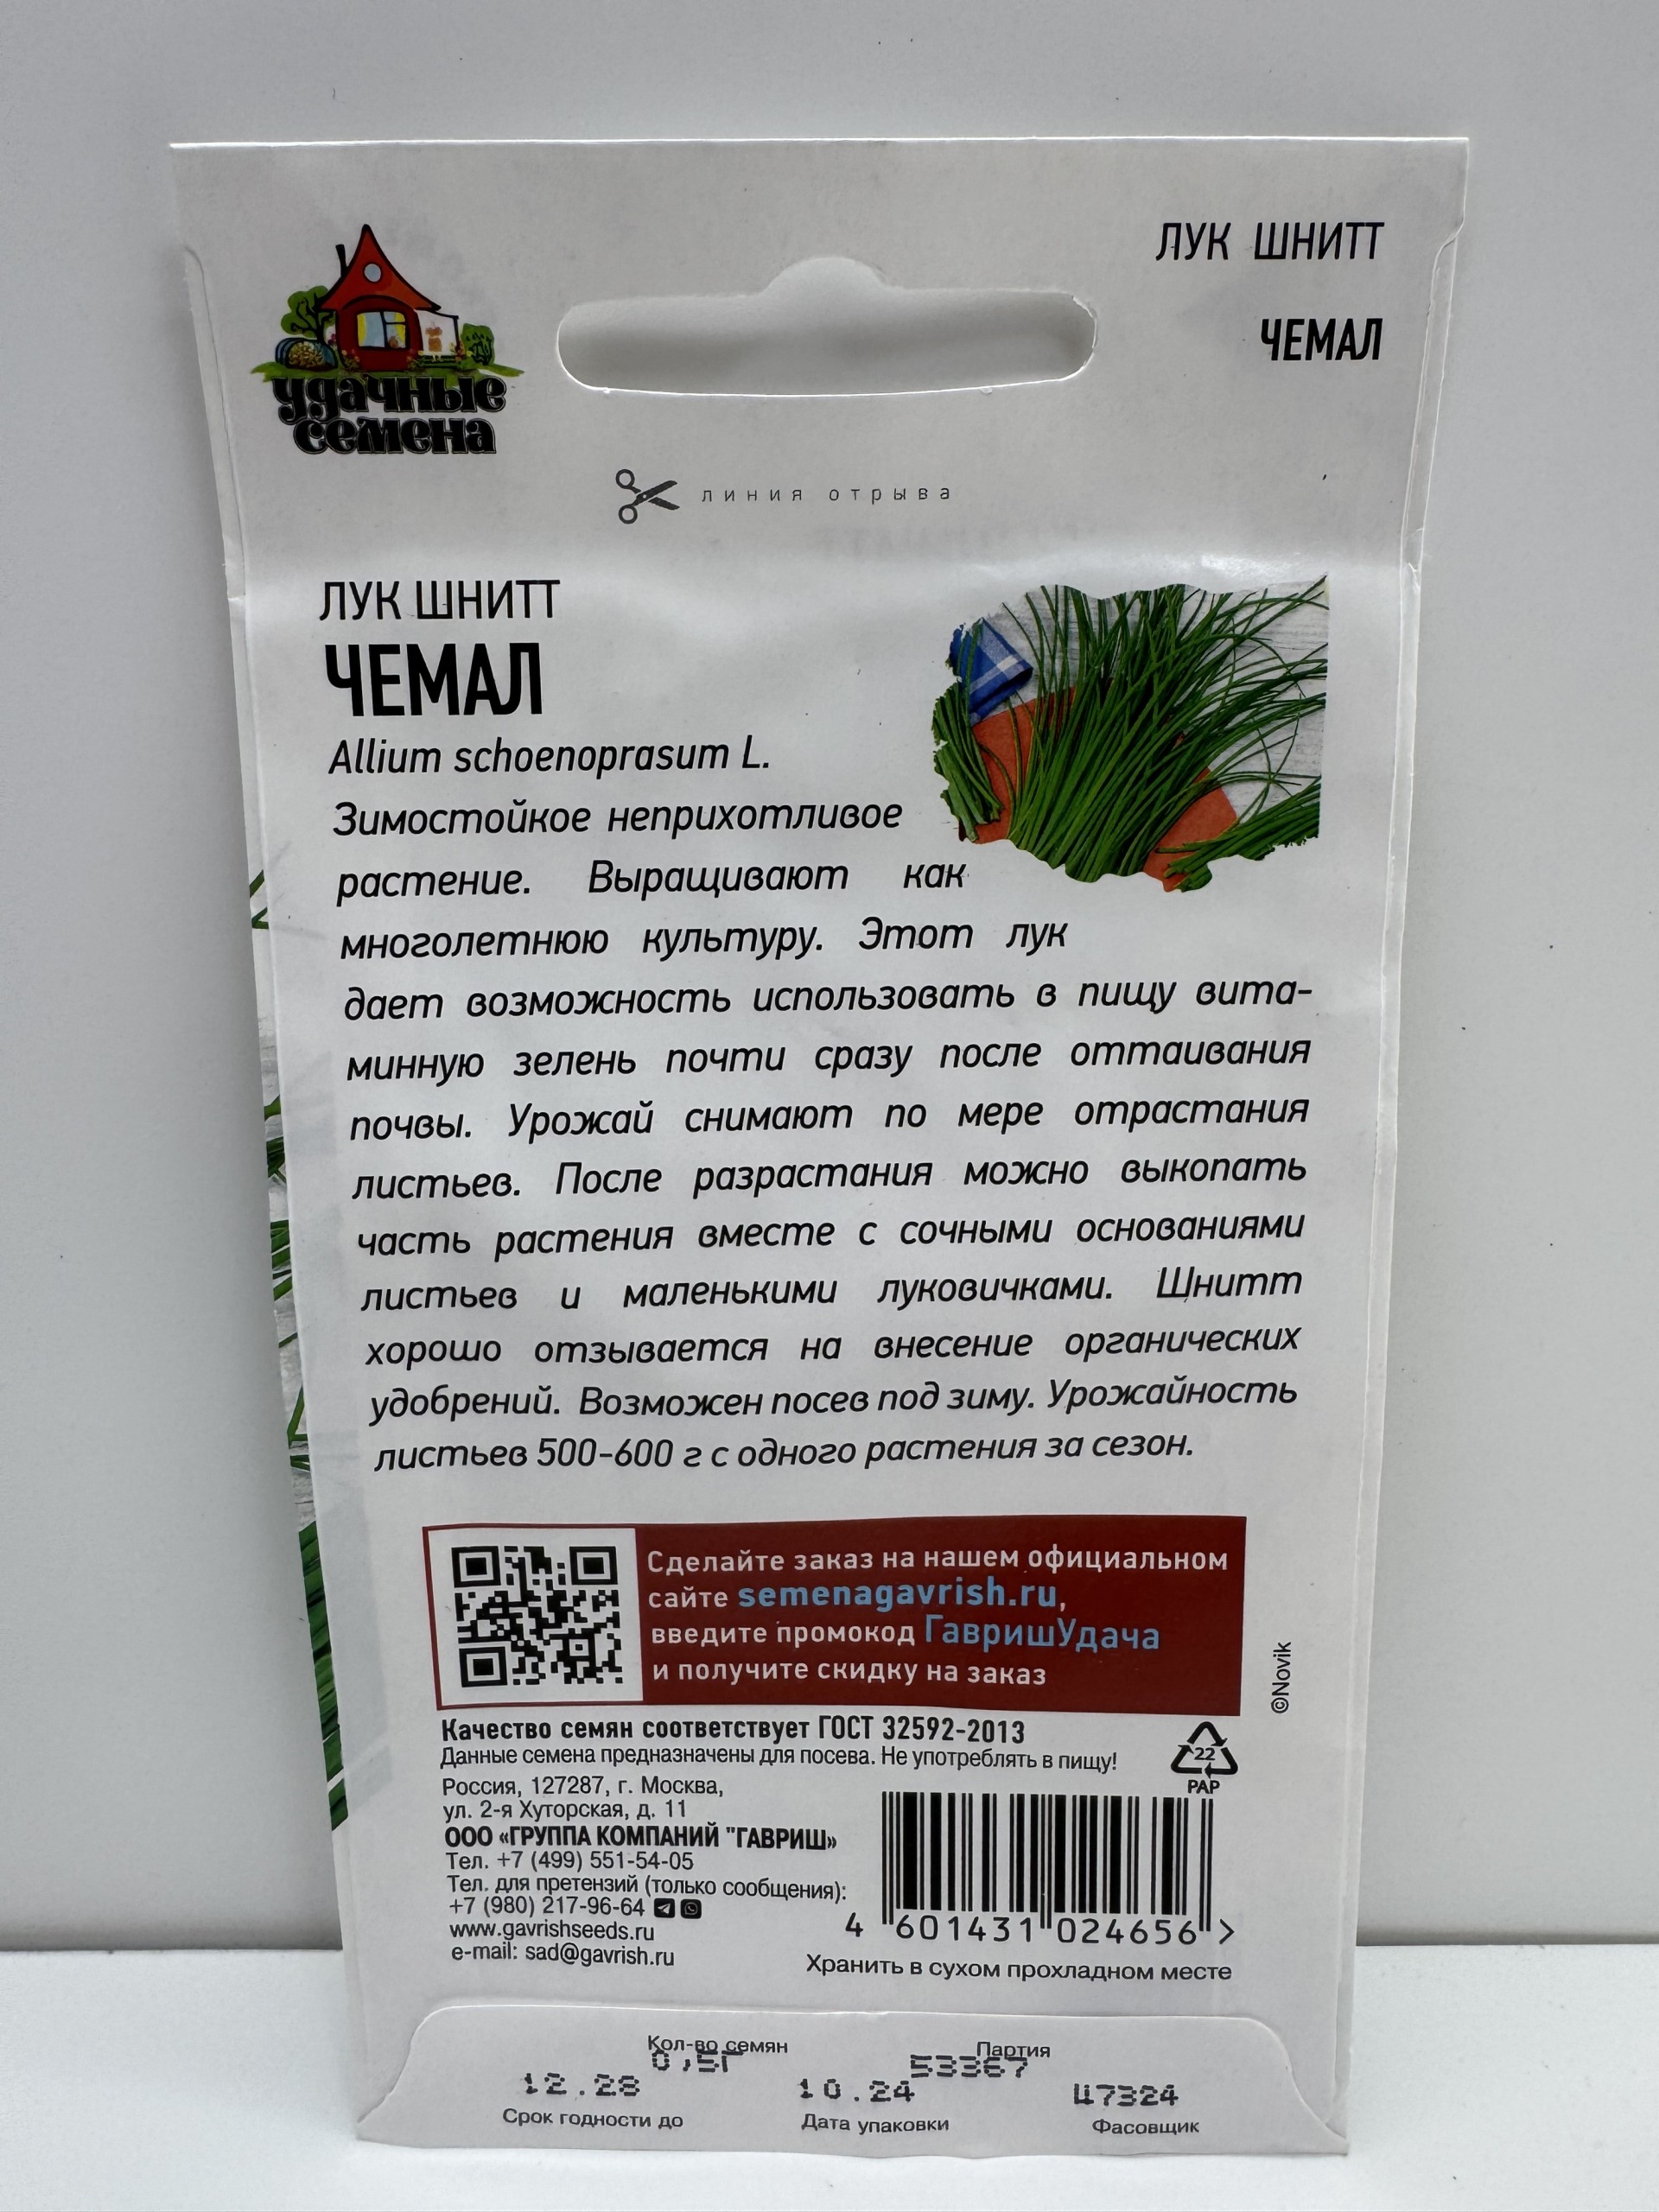 ЛУК ШНИТТ
ЧЕМАЛ
удачные
семена
линия отрыва
ЛУК ШНИТТ
ЧЕМАЛ
Allium schoenoprasum L.
Зимостойкое неприхотливое
растение. Выращивают как
многолетнюю культуру. Этот лук
дает возможность использовать в пищу вита-
минную зелень почти сразу после оттаивания
почвы. Урожай снимают по мере отрастания
листьев. После разрастания можно выкопать
часть растения вместе с сочными основаниями
листьев и маленькими луковичками. Шнитт
хорошо отзывается на внесение органических
удобрений. Возможен посев под зиму. Урожайность
листьев 500-600 г с одного растения за сезон.
Сделайте заказ на нашем официальном
сайте semenagavrish.ru,
введите промокод ГавришУдача
и получите скидку на заказ
©Novik
Качество семян соответствует ГОСТ 32592-2013
Данные семена предназначены для посева. Не употреблять в пищу!
22
PAP
Россия, 127287, г. Москва,
ул. 2-я Хуторская, д. 11
ООО «ГРУППА КОМПАНИЙ "ГАВРИШ»
Тел. +7 (499) 551-54-05
Тел. для претензий (только сообщения):
+7 (980) 217-96-64
www.gavrishseeds.ru
e-mail: sad@gavrish.ru
4 601431 024656 >
Хранить в сухом прохладном месте
Кол-во семян Партия
0,5Г 53367
12.28 10.24 Ц7324
Срок годности до Дата упаковки Фасовщик